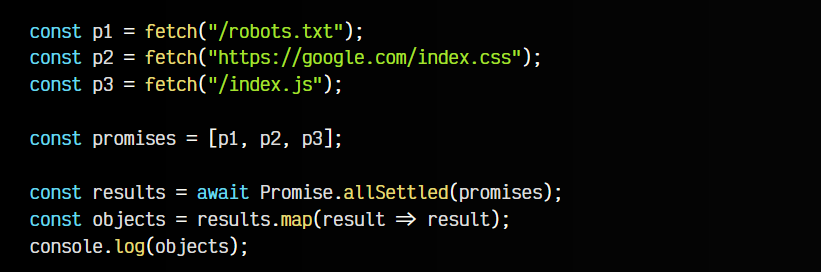 const p1 = fetch("/robots.txt");
const p2 = fetch("https://google.com/index.css");
const p3 = fetch("/index.js");
const promises = [p1, p2, p3];
const results = await Promise.allSettled(promises);
const objects = results.map(result => result);
console.log(objects);